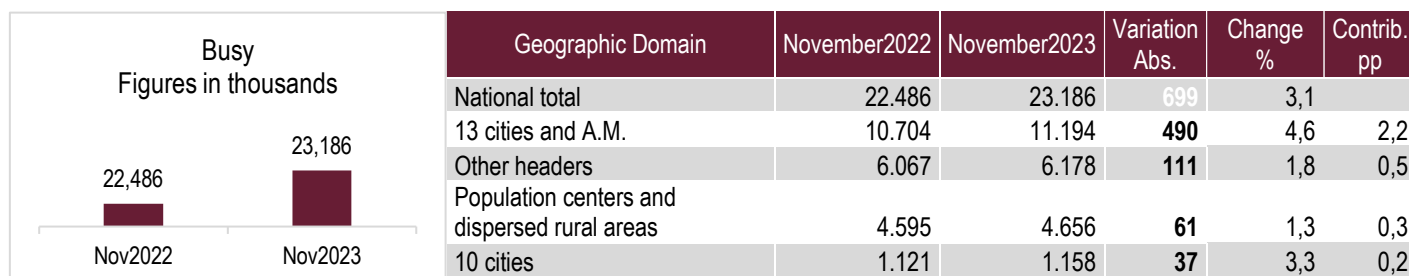 Busy
Figures in thousands
23,186
22,486
Nov2022 Nov2023
Geographic Domain November2022 November2023 Variation Abs. Change % Contrib. pp
National total 22.486 23.186 699 3,1
13 cities and A.M. 10.704 11.194 490 4,6 2,2
Other headers 6.067 6.178 111 1,8 0,5
Population centers and
dispersed rural areas 4.595 4.656 61 1,3 0,3
10 cities 1.121 1.158 37 3,3 0,2